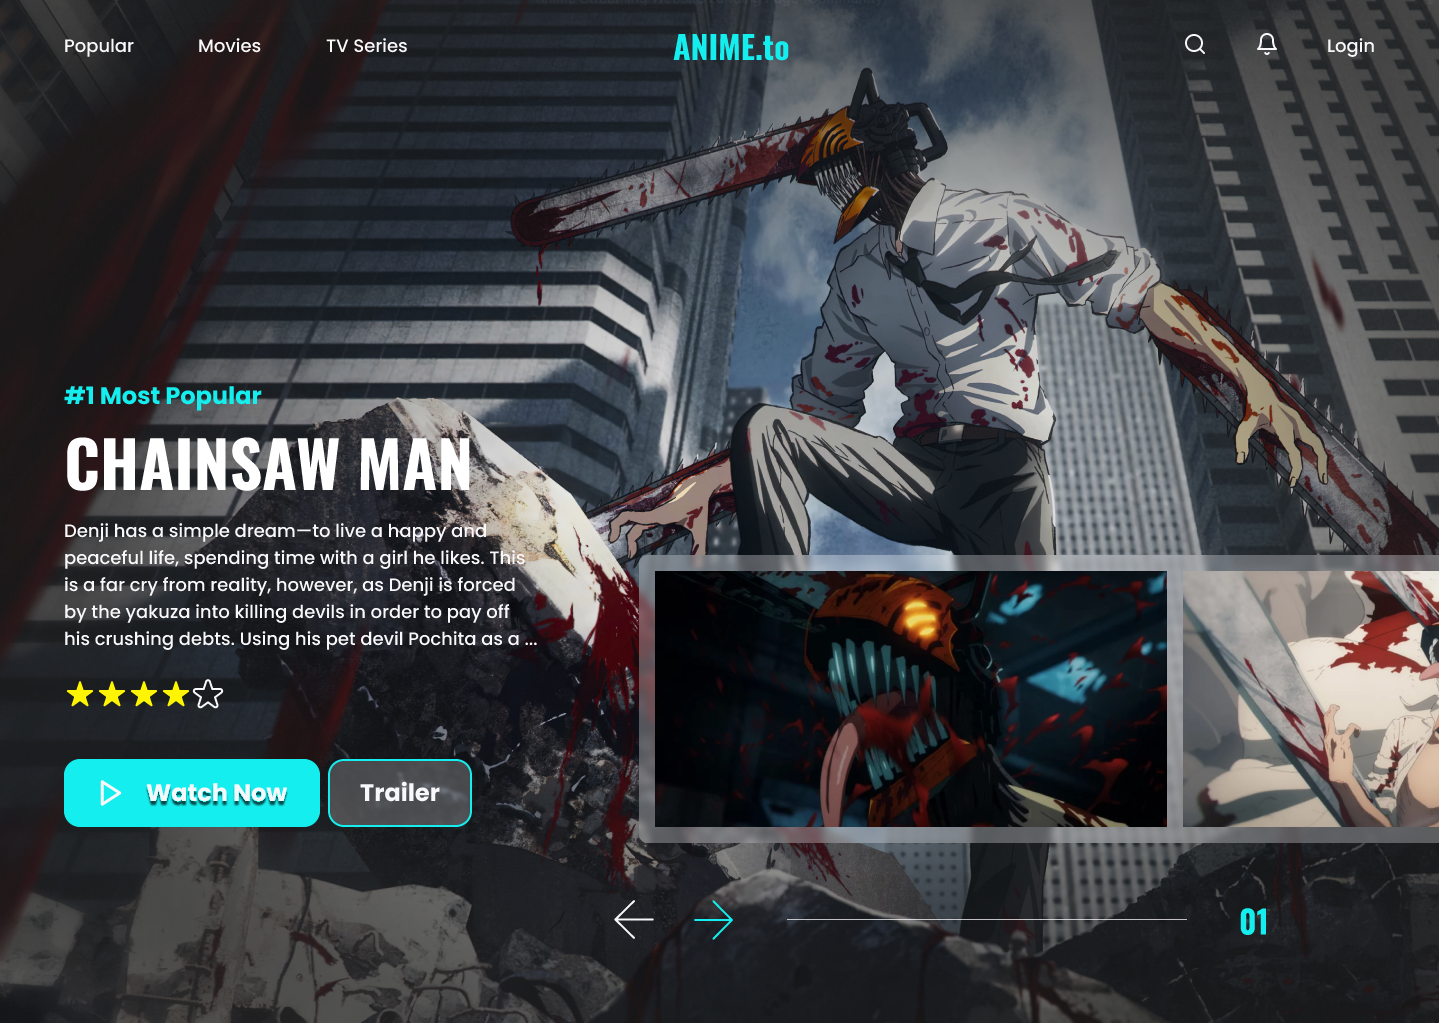 Popular
Movies
TV Series
ANIME.to
Login
#1 Most Popular
CHAINSAW MAN
Denji has a simple dream—to live a happy and
peaceful life, spending time with a girl he likes. This
is a far cry from reality, however, as Denji is forced
by the yakuza into killing devils in order to pay off
his crushing debts. Using his pet devil Pochita as a ...
Watch Now
Trailer
01